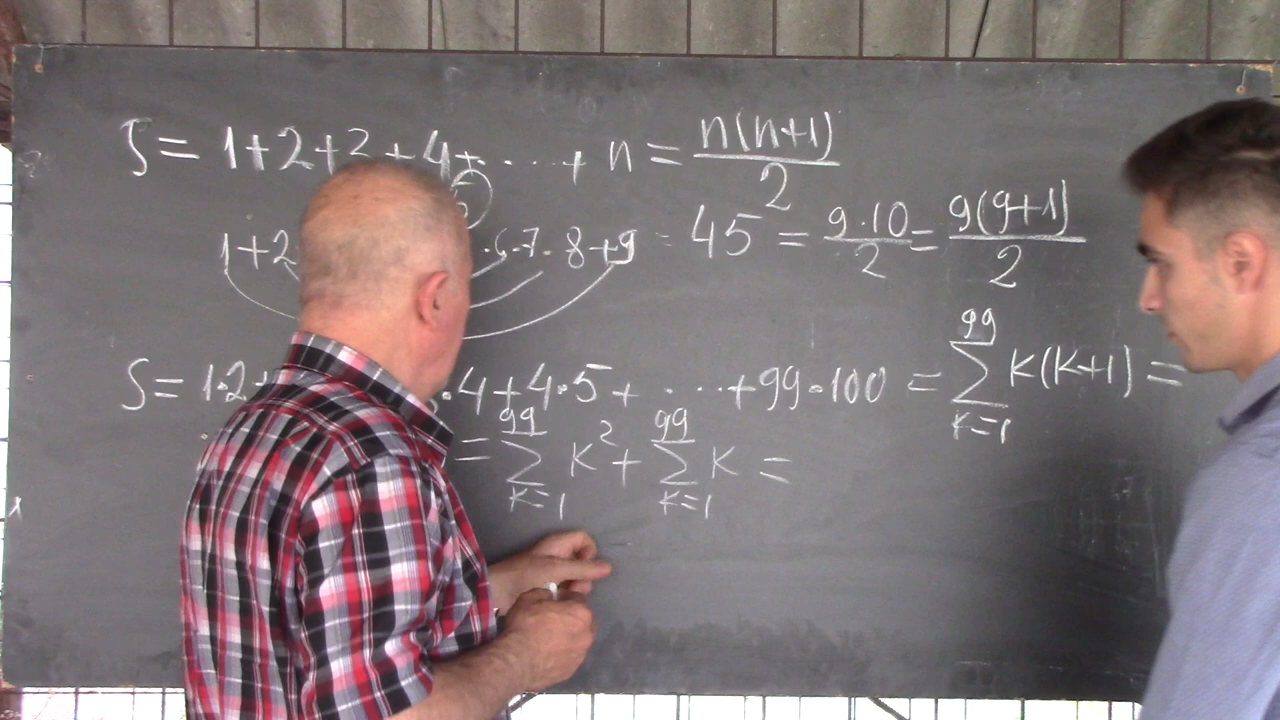 S = 1+2+3+4+ . . . . + n = n(n+1)/2
1+2 . 6 . 7 . 8 + 9 = 45 = 9·10/2 = 9(9+1)/2
S = 1·2+ ·4+4·5+ . . . +99·100 = ∑_{K=1}^{99} K(K+1) =
= ∑_{K=1}^{99} K² + ∑_{K=1}^{99} K =